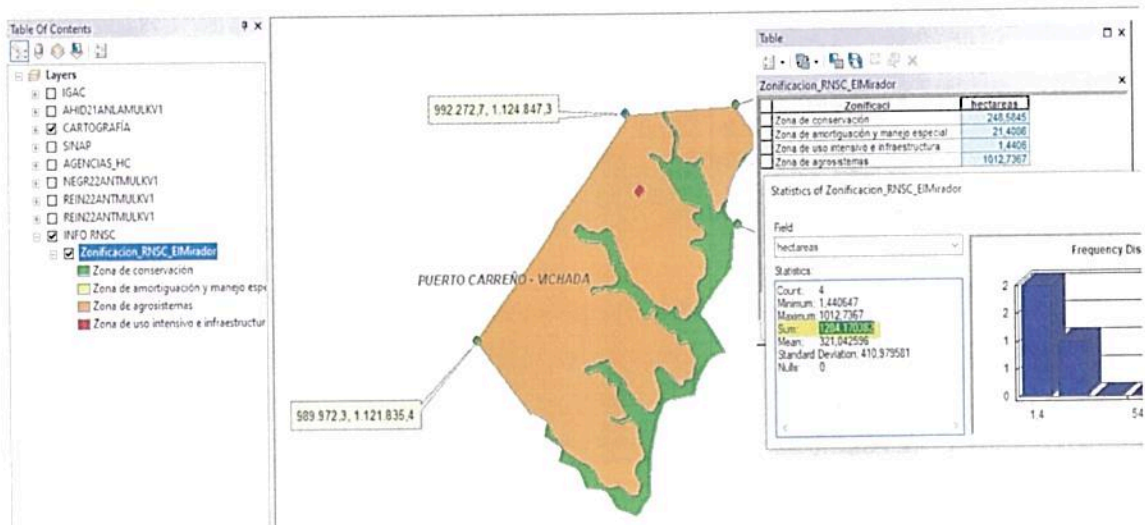 Table Of Contents
Layers
IGAC
AHID21ANLAMULKV1
CARTOGRAFÍA
SINAP
AGENCIAS_HC
NEGR22ANTMULKV1
REIN22ANTMULKV1
REIN22ANTMULKV1
INFO RNSC
Zonificacion_RNSC_ElMirador
Zona de conservación
Zona de amortiguación y manejo espe
Zona de agrosistemas
Zona de uso intensivo e infraestructur
992.272,7, 1.124.847,3
PUERTO CARREÑO - VICHADA
989.972,3, 1.121.835,4
Table
Zonificacion_RNSC_ElMirador
Zonificaci hectareas
Zona de conservación 248,5845
Zona de amortiguación y manejo especial 21,4086
Zona de uso intensivo e infraestructura 1,4406
Zona de agrosistemas 1012,7367
Statistics of Zonificacion_RNSC_ElMirador
Field
hectareas
Statistics:
Count: 4
Minimum: 1,440647
Maximum: 1012,7367
Sum: 1284,170382
Mean: 321,042596
Standard Deviation: 410,979581
Nulls: 0
Frequency Dis
2
2
1
1
0
1.4 54